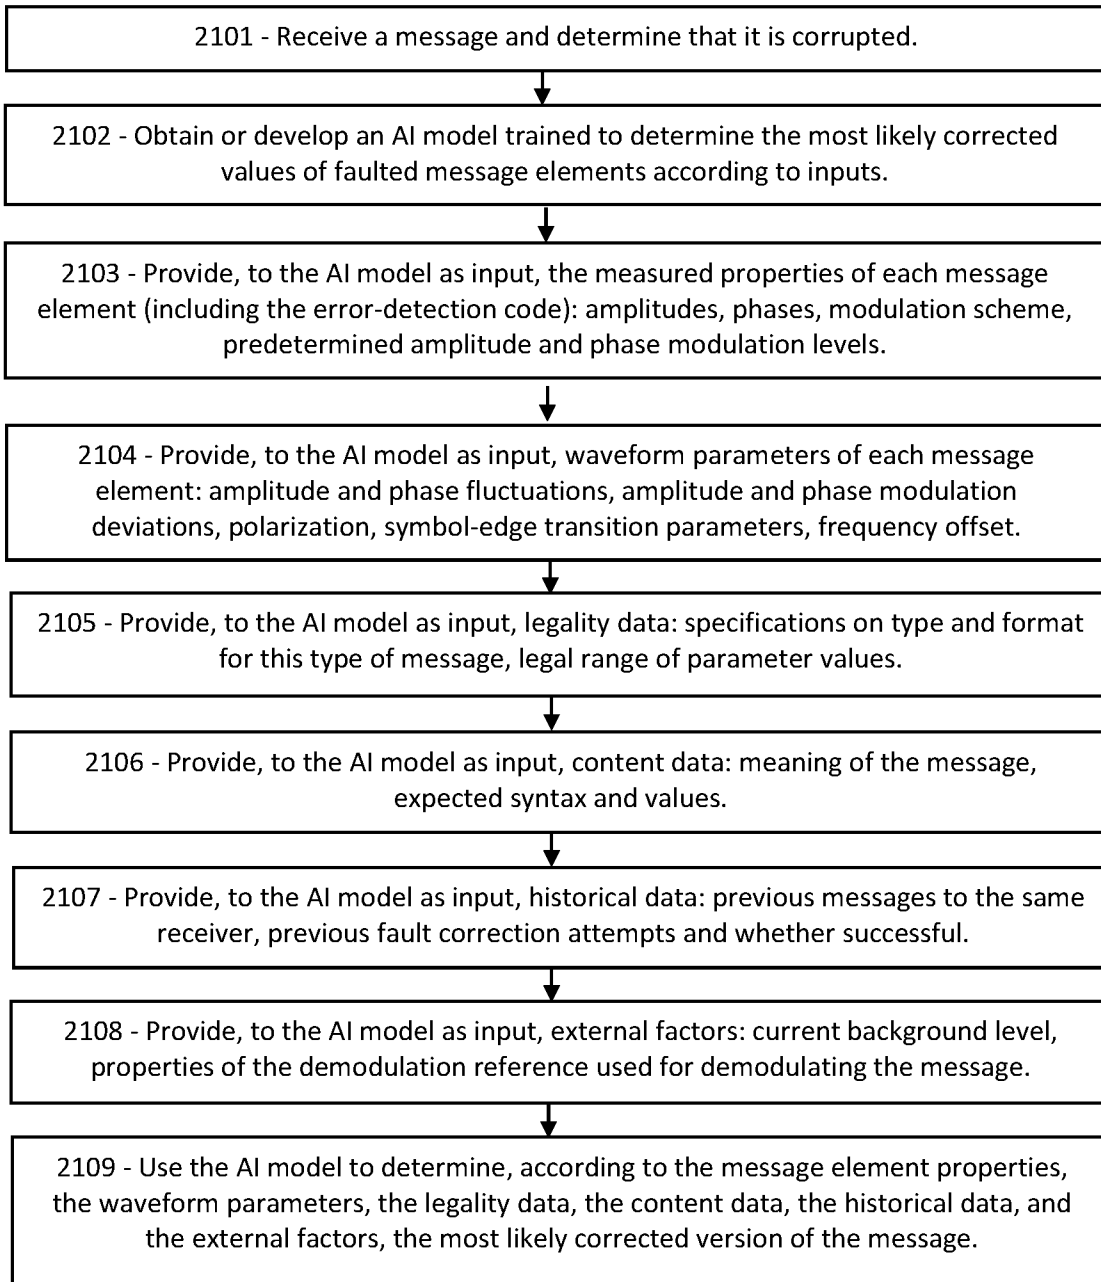 2101 - Receive a message and determine that it is corrupted.
2102 - Obtain or develop an AI model trained to determine the most likely corrected
values of faulted message elements according to inputs.
2103 - Provide, to the AI model as input, the measured properties of each message
element (including the error-detection code): amplitudes, phases, modulation scheme,
predetermined amplitude and phase modulation levels.
2104 - Provide, to the AI model as input, waveform parameters of each message
element: amplitude and phase fluctuations, amplitude and phase modulation
deviations, polarization, symbol-edge transition parameters, frequency offset.
2105 - Provide, to the AI model as input, legality data: specifications on type and format
for this type of message, legal range of parameter values.
2106 - Provide, to the AI model as input, content data: meaning of the message,
expected syntax and values.
2107 - Provide, to the AI model as input, historical data: previous messages to the same
receiver, previous fault correction attempts and whether successful.
2108 - Provide, to the AI model as input, external factors: current background level,
properties of the demodulation reference used for demodulating the message.
2109 - Use the AI model to determine, according to the message element properties,
the waveform parameters, the legality data, the content data, the historical data, and
the external factors, the most likely corrected version of the message.